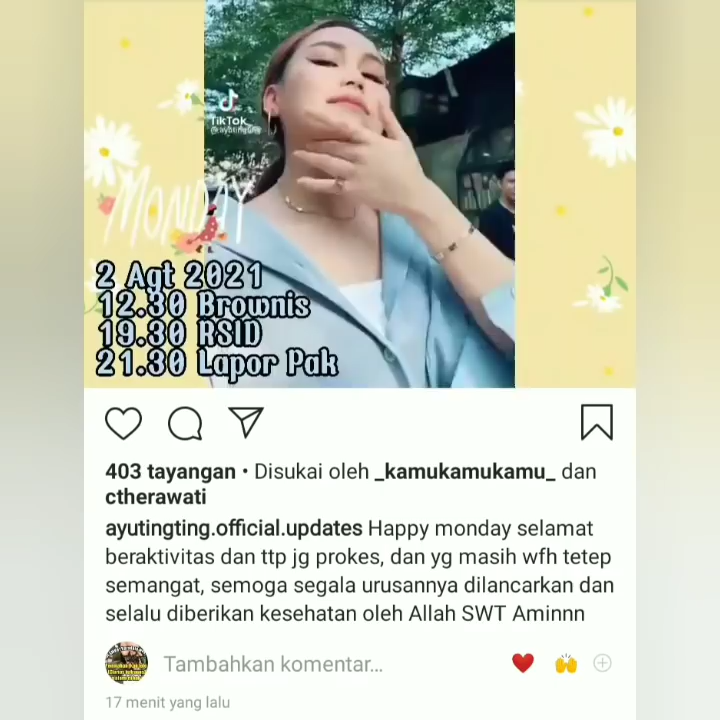 TikTok
MONDAY
2 Agt 2021
12.30 Brownis
19.30 RSID
21.30 Lapor Pak
403 tayangan • Disukai oleh _kamukamukamu_ dan
ctherawati
ayutingting.official.updates Happy monday selamat
beraktivitas dan ttp jg prokes, dan yg masih wfh tetep
semangat, semoga segala urusannya dilancarkan dan
selalu diberikan kesehatan oleh Allah SWT Aminnn
Tambahkan komentar...
17 menit yang lalu